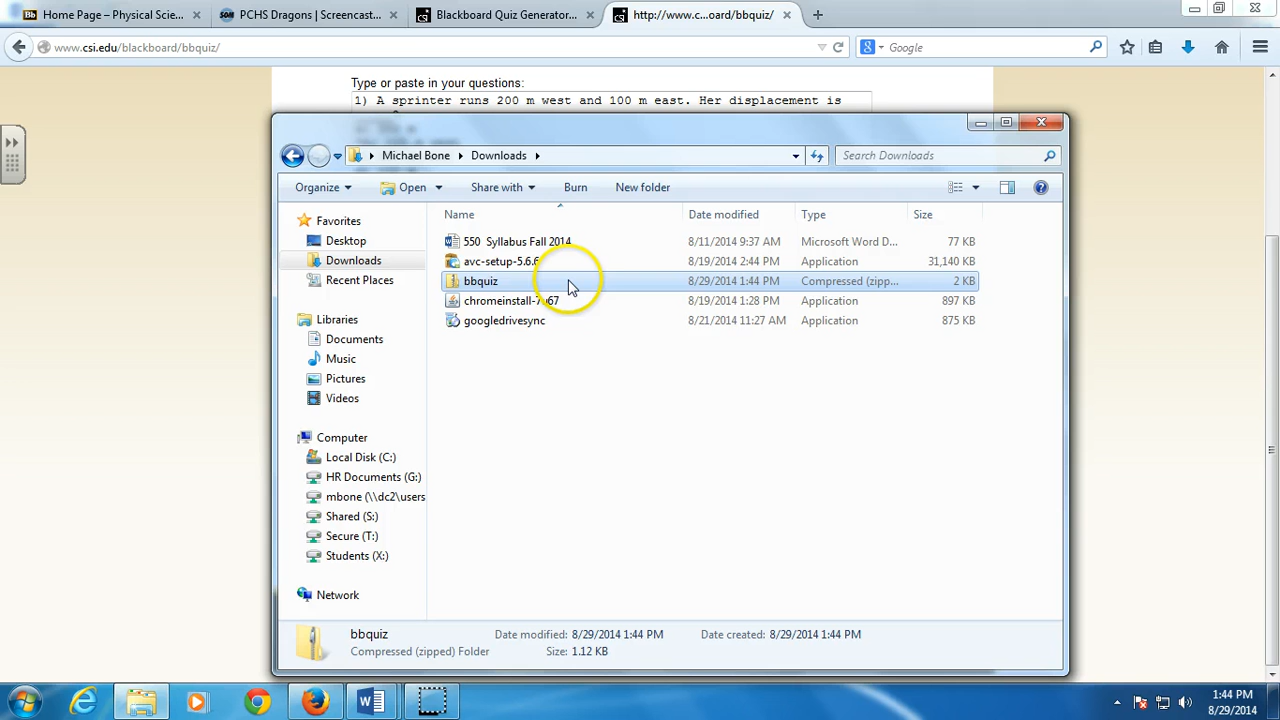 Home Page – Physical Scie... PCHS Dragons | Screencast... Blackboard Quiz Generator... http://www.c...oard/bbquiz/
www.csi.edu/blackboard/bbquiz/ Google
Type or paste in your questions:
1) A sprinter runs 200 m west and 100 m east. Her displacement is
Michael Bone Downloads Search Downloads
Organize Open Share with Burn New folder
Favorites
Desktop
Downloads
Recent Places
Libraries
Documents
Music
Pictures
Videos
Computer
Local Disk (C:)
HR Documents (G:)
mbone (\\dc2\users
Shared (S:)
Secure (T:)
Students (X:)
Network
Name Date modified Type Size
550 Syllabus Fall 2014 8/11/2014 9:37 AM Microsoft Word D... 77 KB
avc-setup-5.6.6 8/19/2014 2:44 PM Application 31,140 KB
bbquiz 8/29/2014 1:44 PM Compressed (zipp... 2 KB
chromeinstall-7u67 8/19/2014 1:28 PM Application 897 KB
googledrivesync 8/21/2014 11:27 AM Application 875 KB
bbquiz Date modified: 8/29/2014 1:44 PM Date created: 8/29/2014 1:44 PM
Compressed (zipped) Folder Size: 1.12 KB
1:44 PM
8/29/2014